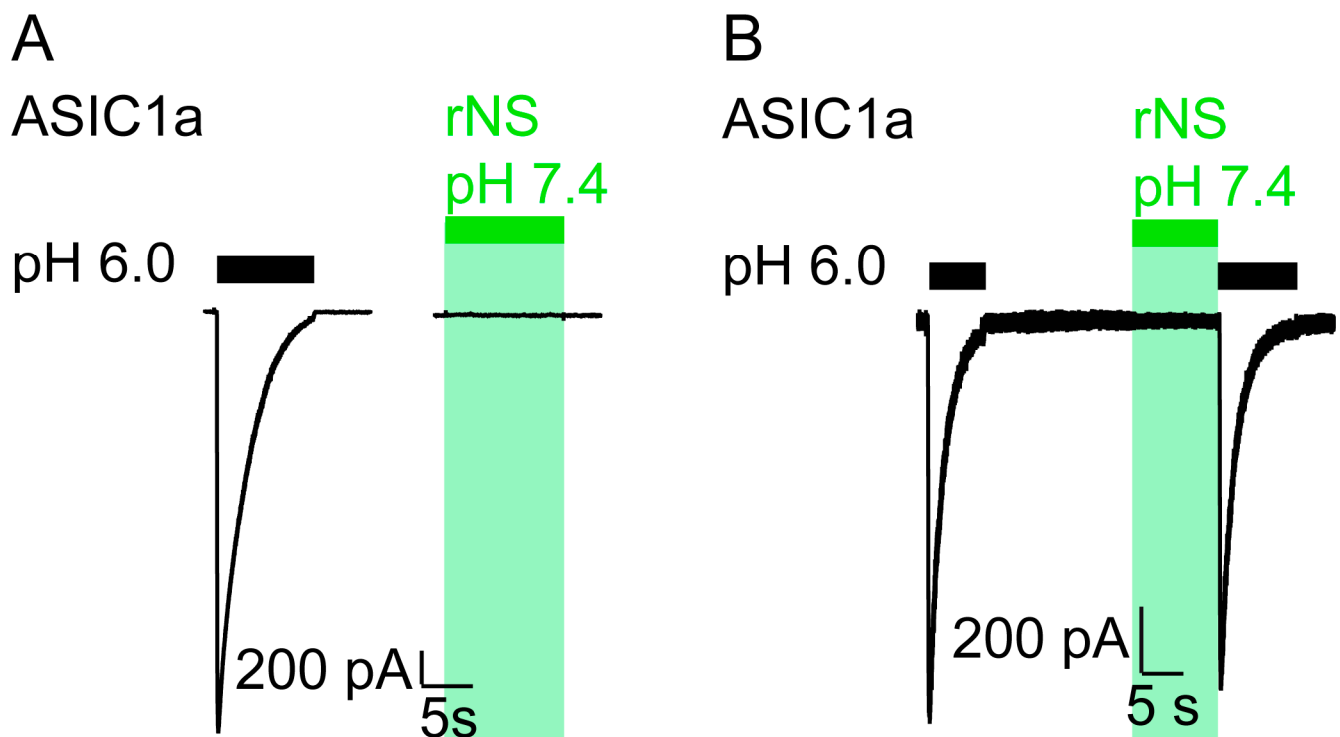 A
ASIC1a
rNS
pH 7.4
pH 6.0
200 pA
5s
B
ASIC1a
rNS
pH 7.4
pH 6.0
200 pA
5 s